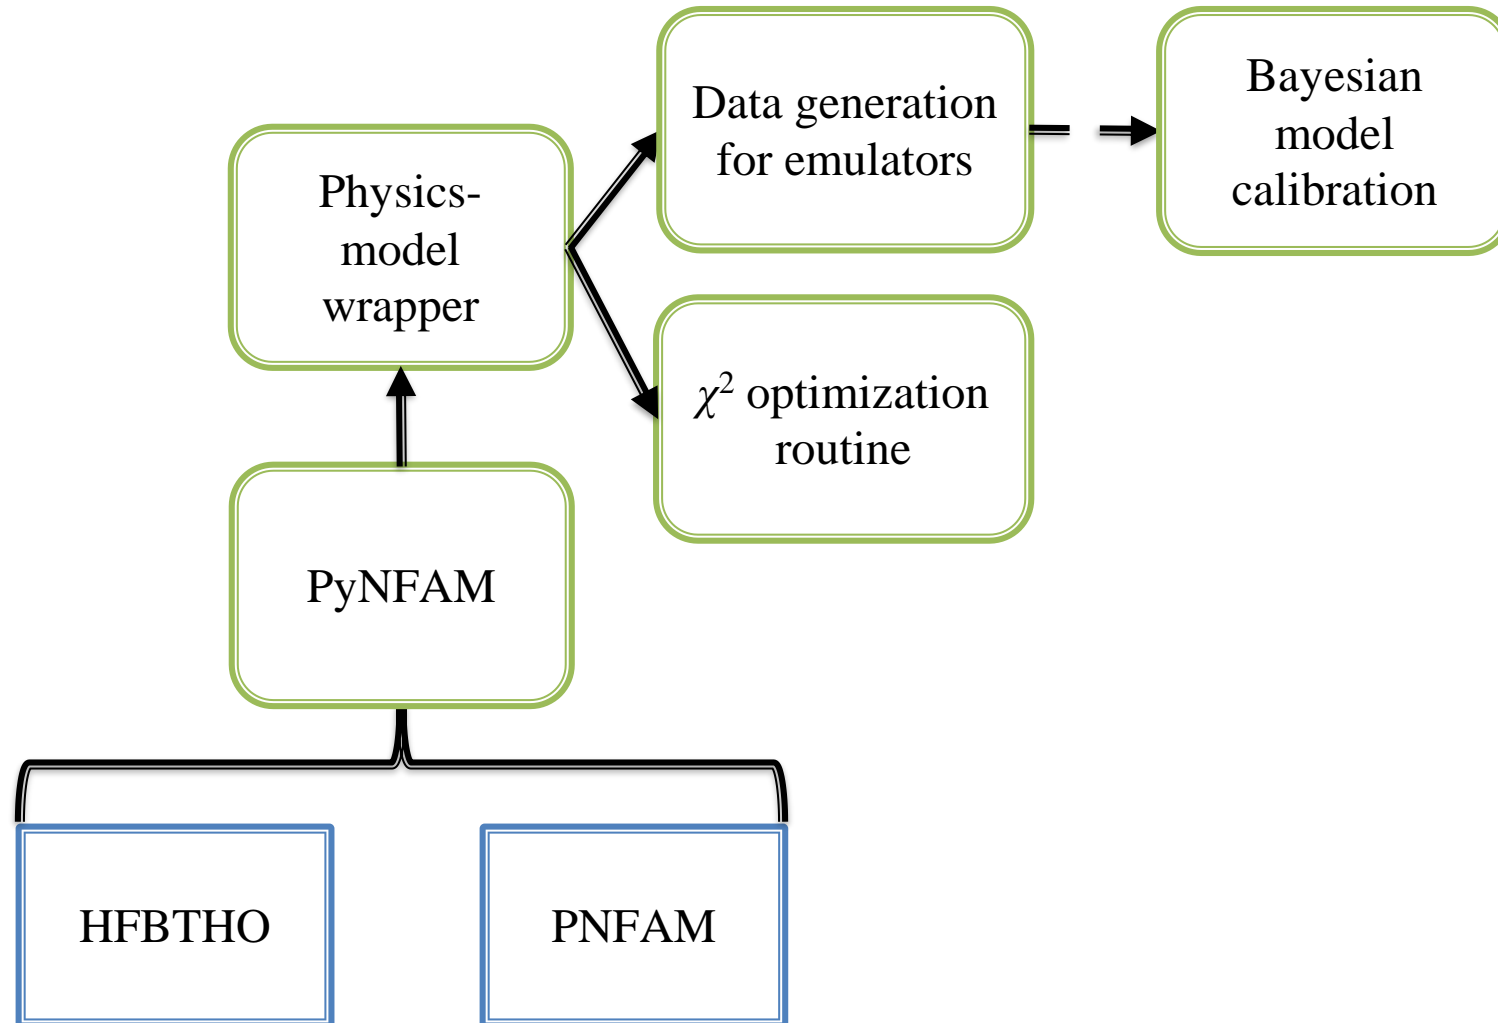 Data generation
for emulators
Bayesian
model
calibration
Physics-
model
wrapper
χ² optimization
routine
PyNFAM
HFBTHO
PNFAM